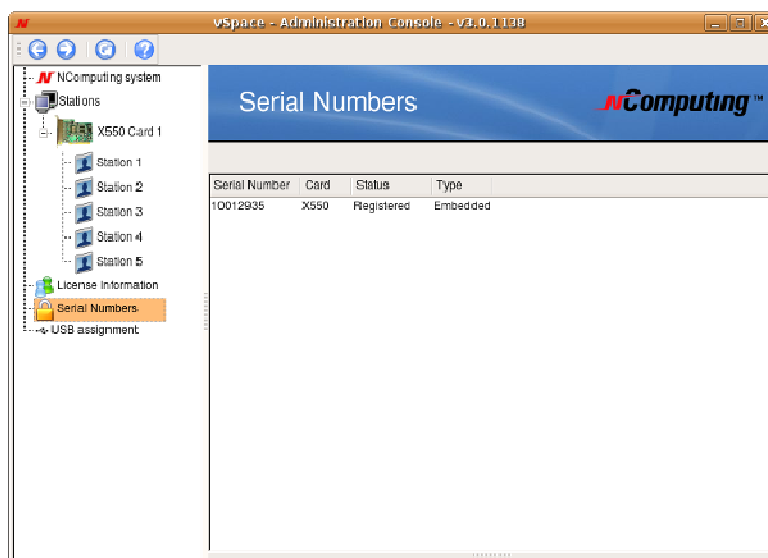 vSpace - Administration Console - v3.0.1138
NComputing system
Stations
X550 Card 1
Station 1
Station 2
Station 3
Station 4
Station 5
License Information
Serial Numbers
USB assignment
Serial Numbers
NComputing™
Serial Number Card Status Type
10012935 X550 Registered Embedded